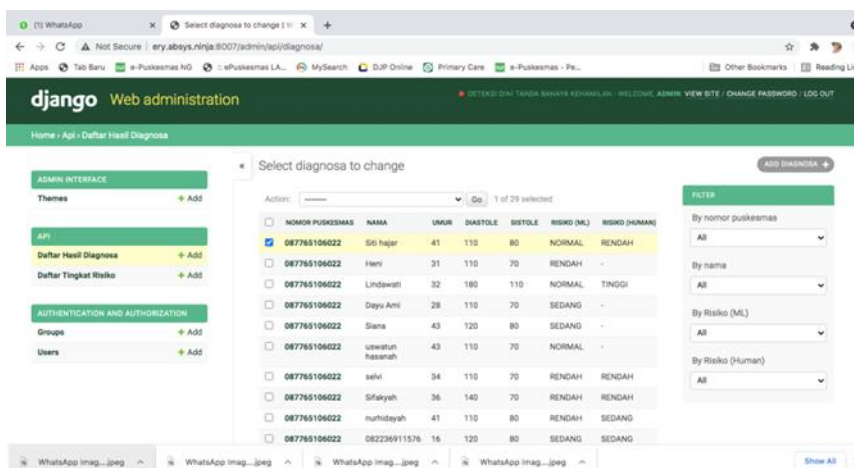 (1) WhatsApp
Select diagnosa to change | W
Not Secure | ery.absys.ninja:8007/admin/api/diagnosa/
Apps Tab Baru e-Puskesmas NG :: ePuskesmas LA... MySearch DJP Online Primary Care e-Puskesmas - Pe... Other Bookmarks Reading Li
django Web administration
DETEKSI DINI TANDA BAHAYA KEHAMILAN - WELCOME, ADMIN. VIEW SITE / CHANGE PASSWORD / LOG OUT
Home › Api › Daftar Hasil Diagnosa
ADMIN INTERFACE
Themes + Add
API
Daftar Hasil Diagnosa + Add
Daftar Tingkat Risiko + Add
AUTHENTICATION AND AUTHORIZATION
Groups + Add
Users + Add
«
Select diagnosa to change
ADD DIAGNOSA +
Action: --------- Go 1 of 29 selected
NOMOR PUSKESMAS NAMA UMUR DIASTOLE SISTOLE RISIKO (ML) RISIKO (HUMAN)
087765106022 Siti hajar 41 110 80 NORMAL RENDAH
087765106022 Heni 31 110 70 RENDAH -
087765106022 Lindawati 32 180 110 NORMAL TINGGI
087765106022 Dayu Ami 28 110 70 SEDANG -
087765106022 Siana 43 120 80 SEDANG -
087765106022 uswatun hasanah 43 110 70 NORMAL -
087765106022 selvi 34 110 70 RENDAH RENDAH
087765106022 Sifakyah 36 140 70 RENDAH RENDAH
087765106022 nurhidayah 41 110 80 RENDAH SEDANG
087765106022 082236911576 16 120 80 SEDANG SEDANG
FILTER
By nomor puskesmas
All
By nama
All
By Risiko (ML)
All
By Risiko (Human)
All
WhatsApp Imag....jpeg WhatsApp Imag....jpeg WhatsApp Imag....jpeg WhatsApp Imag....jpeg Show All